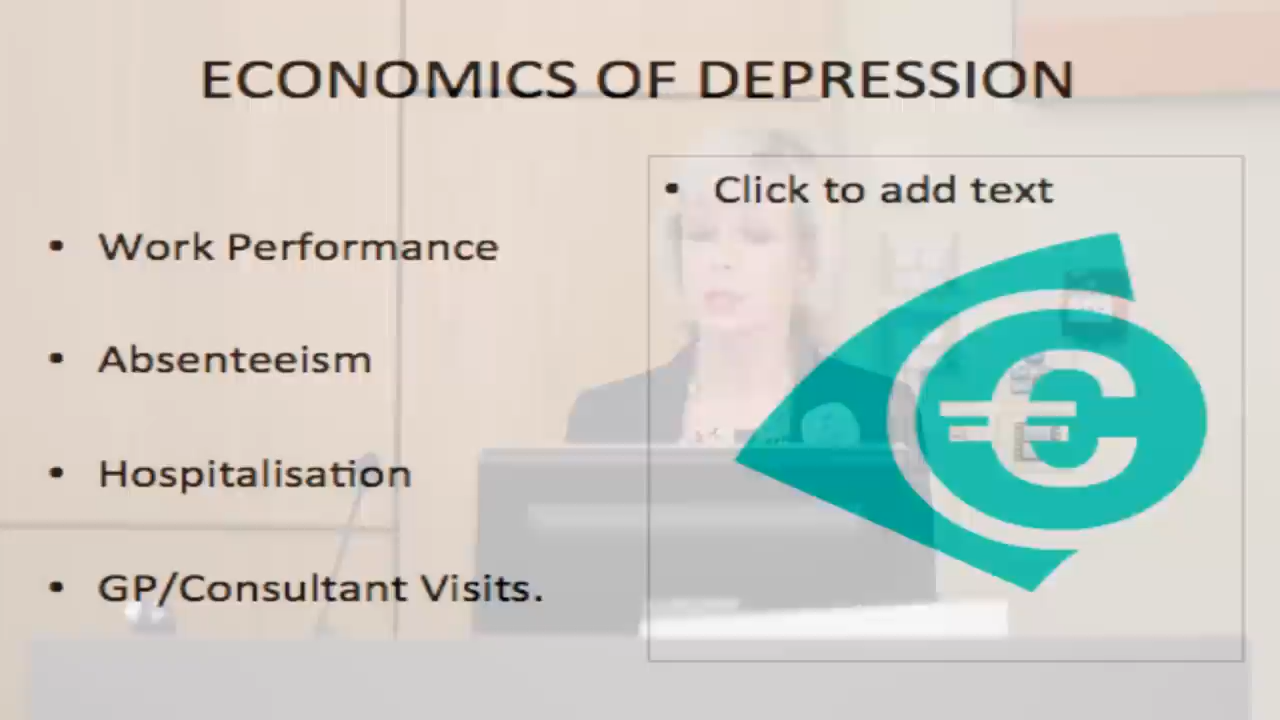 ECONOMICS OF DEPRESSION
• Work Performance
• Absenteeism
• Hospitalisation
• GP/Consultant Visits.
• Click to add text
€